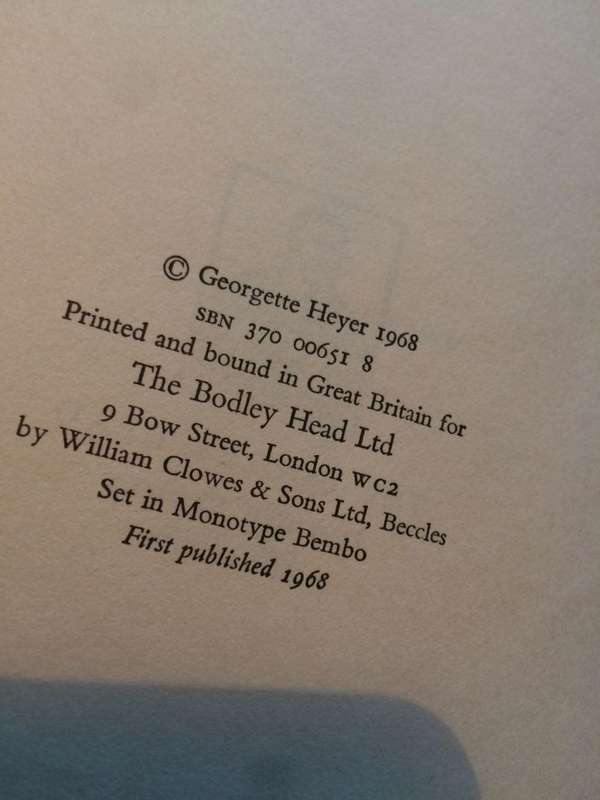 © Georgette Heyer 1968
SBN 370 00651 8
Printed and bound in Great Britain for
The Bodley Head Ltd
9 Bow Street, London WC2
by William Clowes & Sons Ltd, Beccles
Set in Monotype Bembo
First published 1968